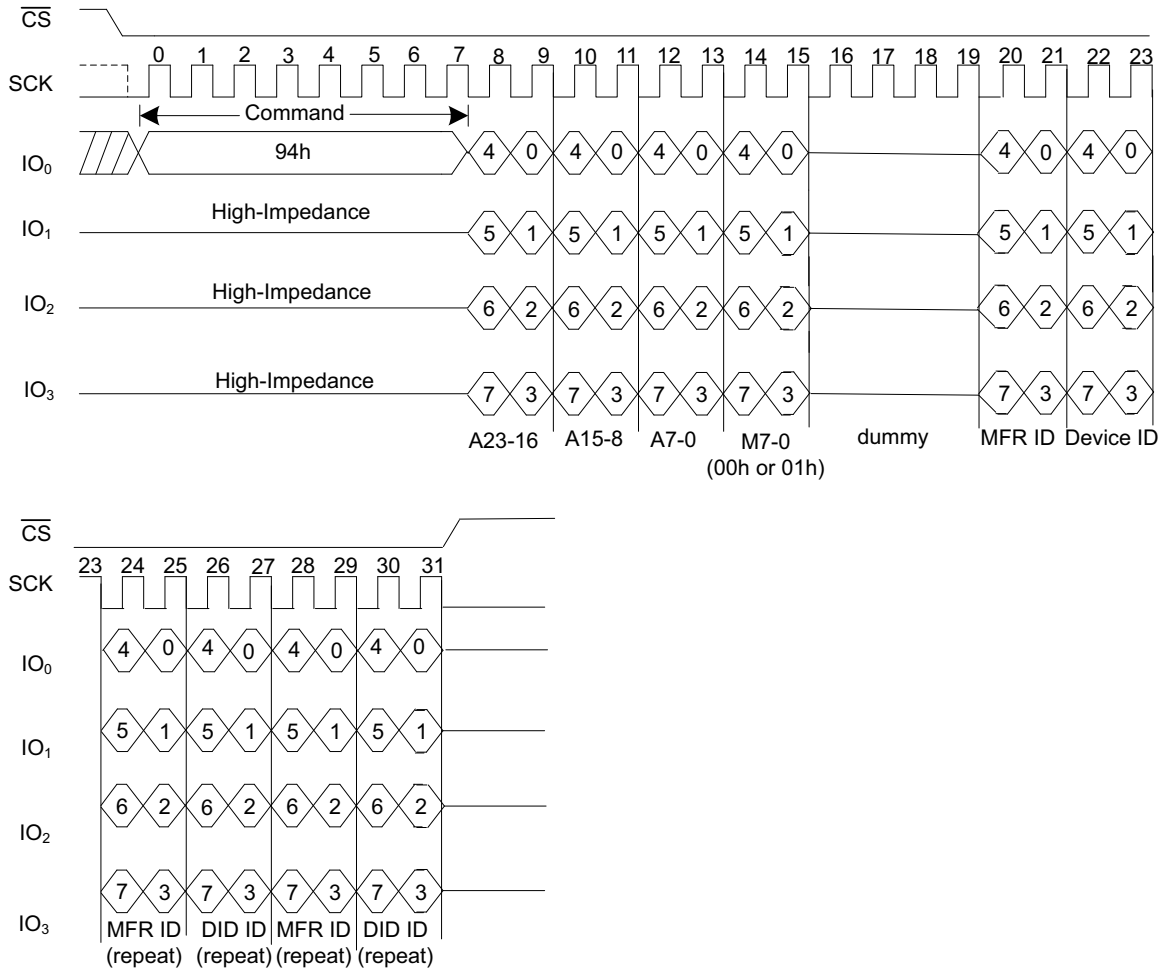 CS
0 1 2 3 4 5 6 7 8 9 10 11 12 13 14 15 16 17 18 19 20 21 22 23
SCK
Command
IO₀ 94h 4 0 4 0 4 0 4 0 4 0 4 0
High-Impedance
IO₁ 5 1 5 1 5 1 5 1 5 1 5 1
High-Impedance
IO₂ 6 2 6 2 6 2 6 2 6 2 6 2
High-Impedance
IO₃ 7 3 7 3 7 3 7 3 7 3 7 3
A23-16 A15-8 A7-0 M7-0 dummy MFR ID Device ID
(00h or 01h)
CS
23 24 25 26 27 28 29 30 31
SCK
IO₀ 4 0 4 0 4 0 4 0
IO₁ 5 1 5 1 5 1 5 1
IO₂ 6 2 6 2 6 2 6 2
IO₃ 7 3 7 3 7 3 7 3
MFR ID DID ID MFR ID DID ID
(repeat) (repeat) (repeat) (repeat)